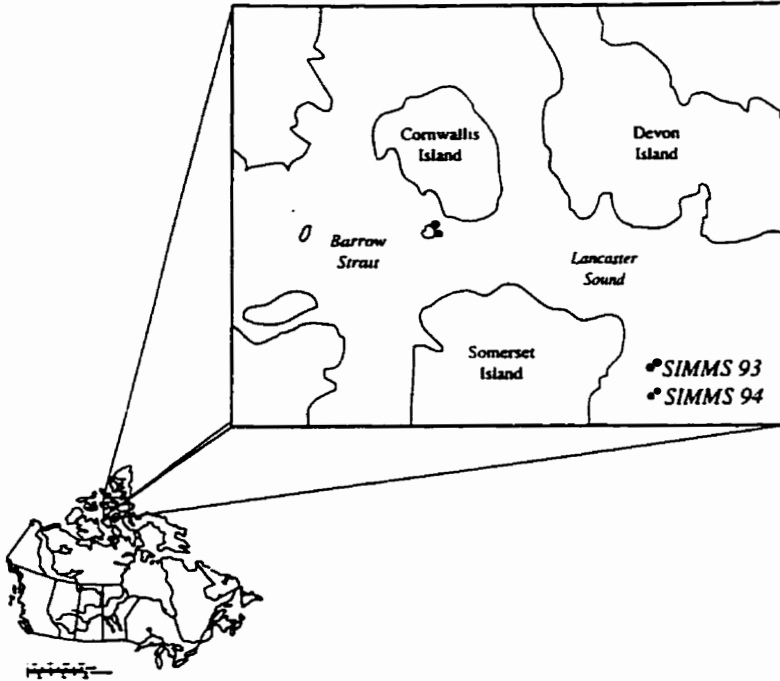 Cornwallis
Island
Devon
Island
Barrow
Strait
Lancaster
Sound
Somerset
Island
SIMMS 93
SIMMS 94